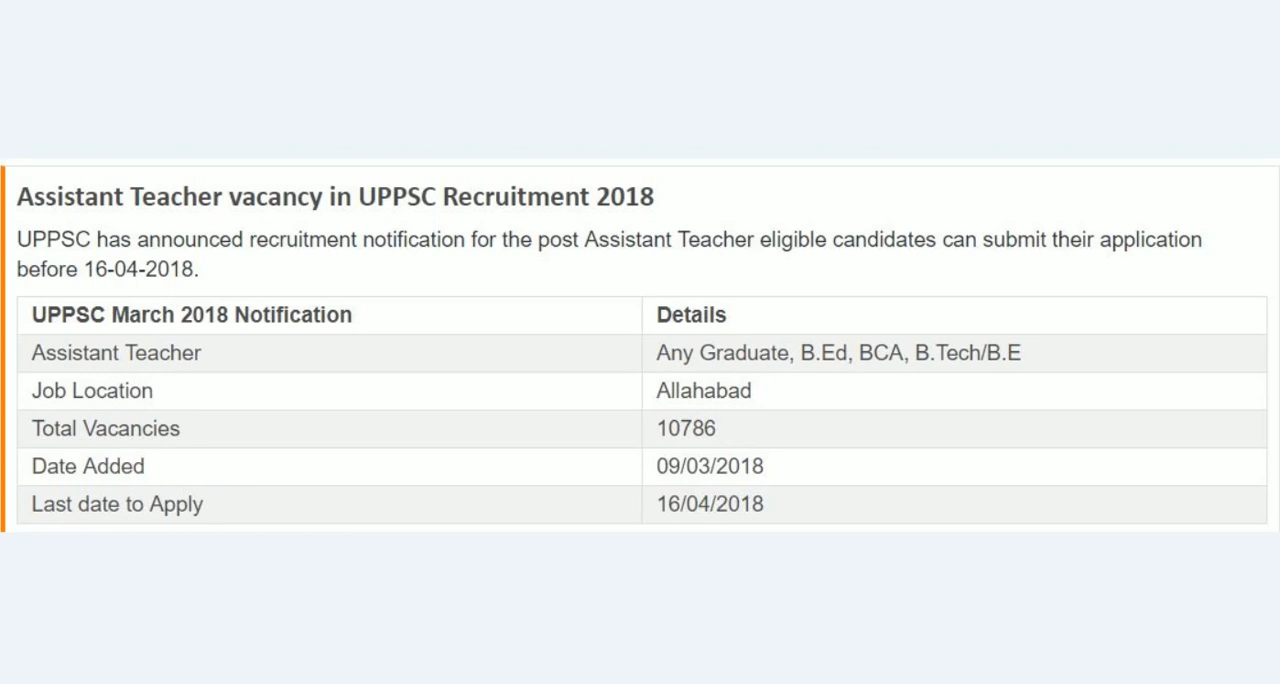 Assistant Teacher vacancy in UPPSC Recruitment 2018
UPPSC has announced recruitment notification for the post Assistant Teacher eligible candidates can submit their application
before 16-04-2018.
UPPSC March 2018 Notification Details
Assistant Teacher Any Graduate, B.Ed, BCA, B.Tech/B.E
Job Location Allahabad
Total Vacancies 10786
Date Added 09/03/2018
Last date to Apply 16/04/2018